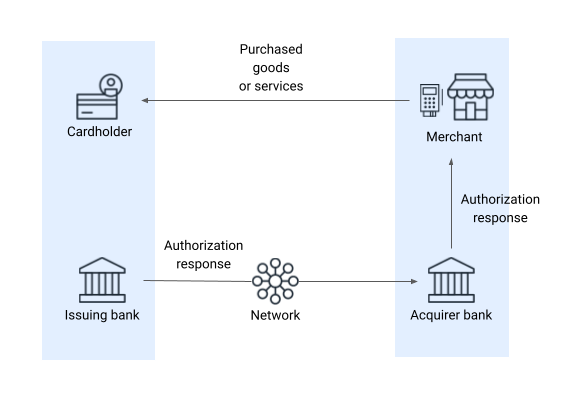 Purchased
goods
or services
Cardholder
Merchant
Authorization
response
Authorization
response
Issuing bank
Network
Acquirer bank